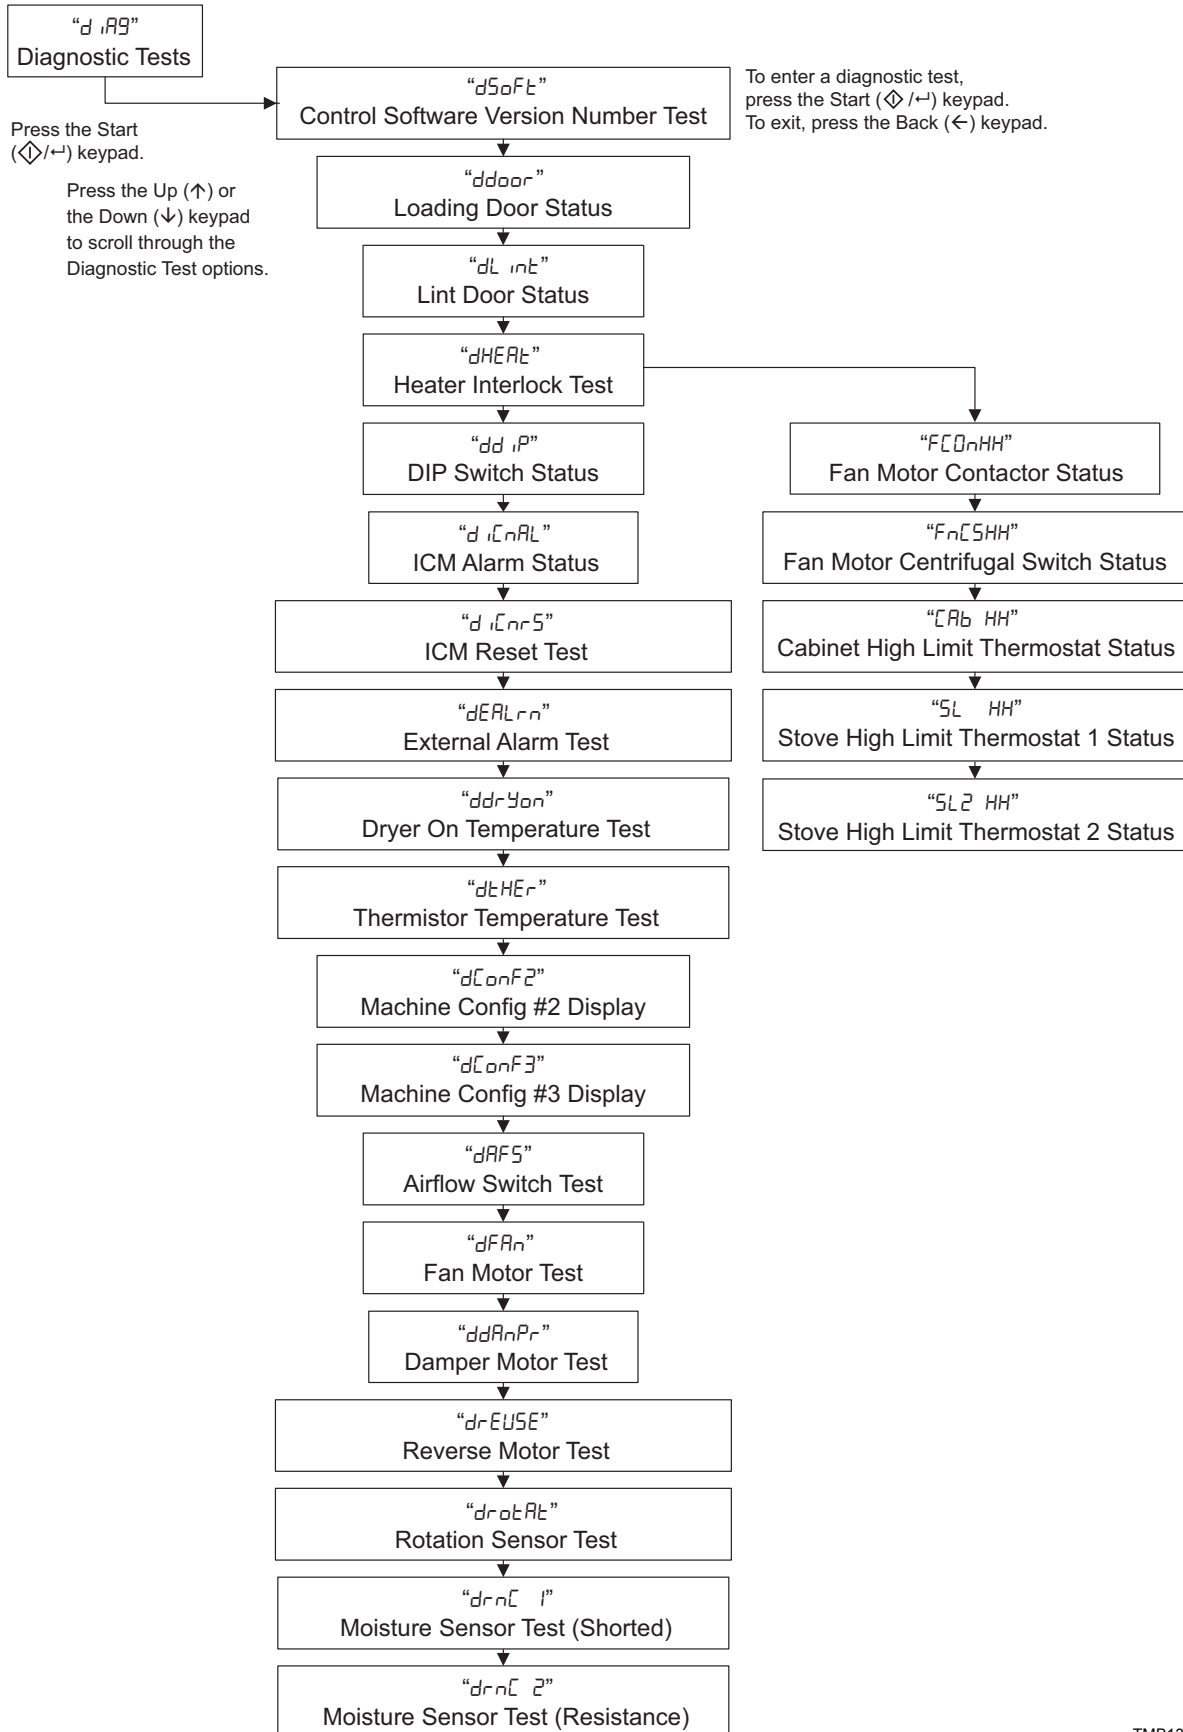 “d iAg”
Diagnostic Tests
Press the Start
(/↵) keypad.
Press the Up (↑) or
the Down (↓) keypad
to scroll through the
Diagnostic Test options.
“dSoFt”
Control Software Version Number Test
To enter a diagnostic test,
press the Start ( /↵) keypad.
To exit, press the Back (←) keypad.
“ddoor”
Loading Door Status
“dL int”
Lint Door Status
“dHEAt”
Heater Interlock Test
“dd iP”
DIP Switch Status
“d iCnAL”
ICM Alarm Status
“d iCnrS”
ICM Reset Test
“dEALrn”
External Alarm Test
“ddryon”
Dryer On Temperature Test
“dtHEr”
Thermistor Temperature Test
“dConF2”
Machine Config #2 Display
“dConF3”
Machine Config #3 Display
“dAFS”
Airflow Switch Test
“dFAn”
Fan Motor Test
“ddAnPr”
Damper Motor Test
“drEUSE”
Reverse Motor Test
“drotAt”
Rotation Sensor Test
“drnC 1”
Moisture Sensor Test (Shorted)
“drnC 2”
Moisture Sensor Test (Resistance)
“FCOnHH”
Fan Motor Contactor Status
“FnCSHH”
Fan Motor Centrifugal Switch Status
“CAb HH”
Cabinet High Limit Thermostat Status
“SL HH”
Stove High Limit Thermostat 1 Status
“SL2 HH”
Stove High Limit Thermostat 2 Status